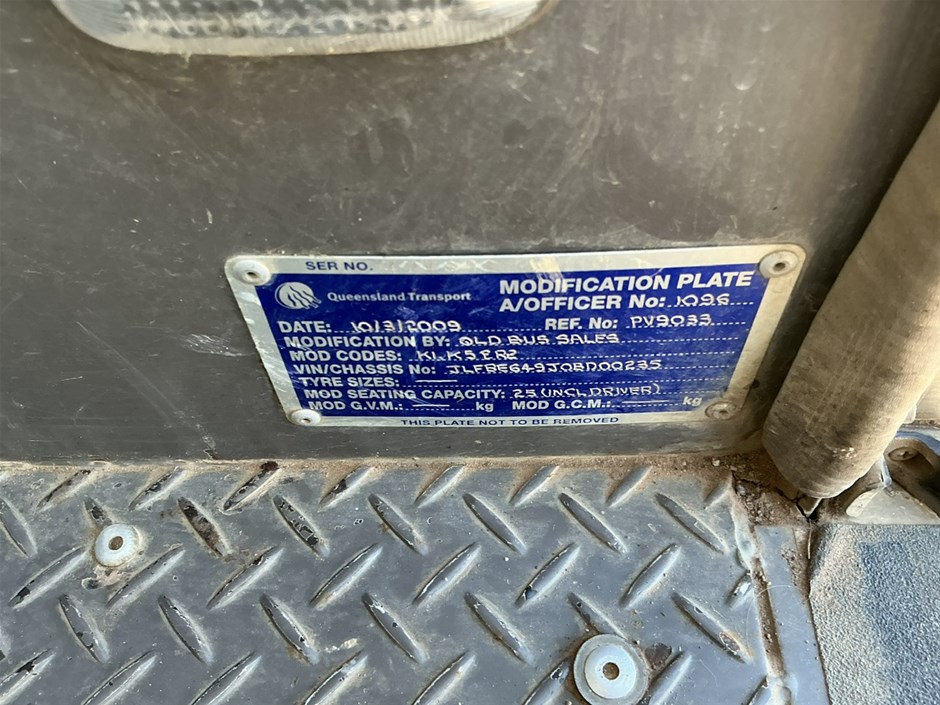 SER NO.
Queensland Transport
MODIFICATION PLATE
A/OFFICER No: 1096
DATE: 10/3/2009 REF. No: PV9033
MODIFICATION BY: QLD BUS SALES
MOD CODES: K1, K5, P, R2
VIN/CHASSIS No: JLFBE649J0RD00235
TYRE SIZES:
MOD SEATING CAPACITY: 25 (INCL. DRIVER)
MOD G.V.M.: kg MOD G.C.M.: kg
THIS PLATE NOT TO BE REMOVED